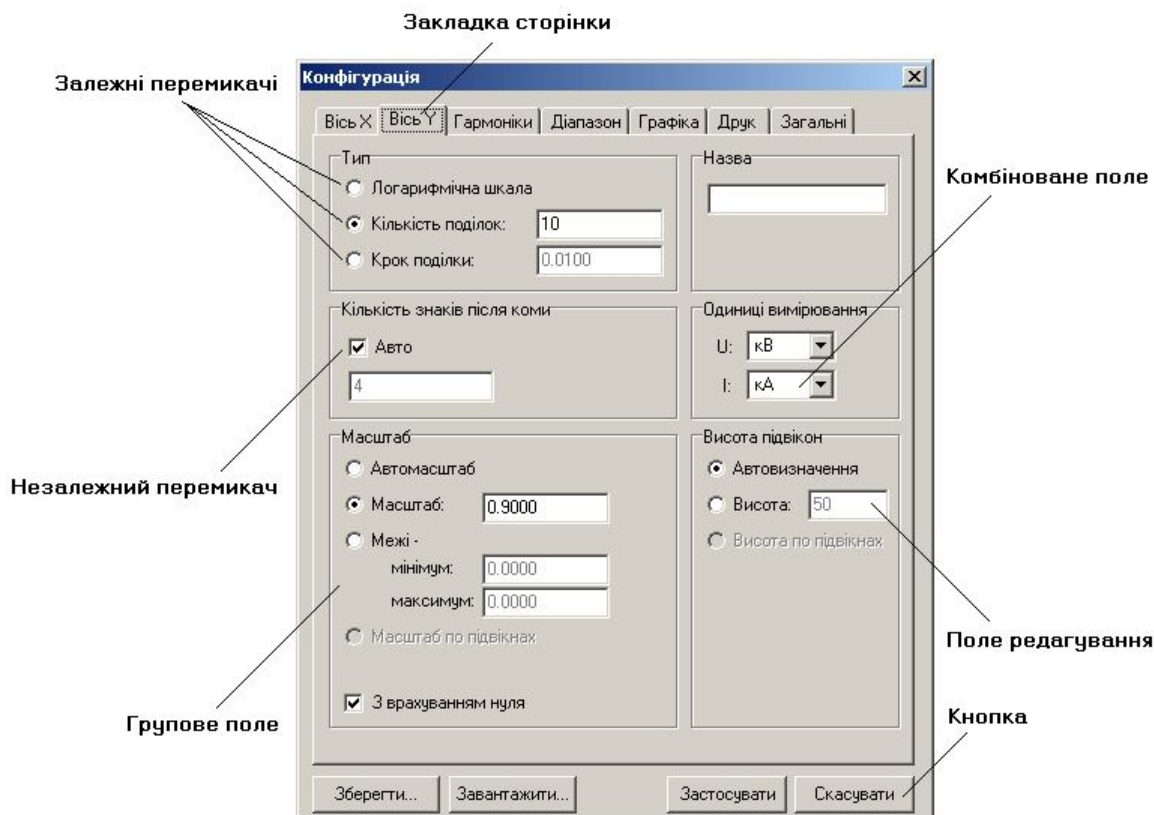 Закладка сторінки
Залежні перемикачі
Конфігурація
Вісь X Вісь Y Гармоніки Діапазон Графіка Друк Загальні
Тип
Логарифмічна шкала
Кількість поділок: 10
Крок поділки: 0.0100
Назва
Комбіноване поле
Кількість знаків після коми
Авто
4
Одиниці вимірювання
U: кВ
I: кА
Незалежний перемикач
Масштаб
Автомасштаб
Масштаб: 0.9000
Межі -
мінімум: 0.0000
максимум: 0.0000
Масштаб по підвікнах
З врахуванням нуля
Висота підвікон
Автовизначення
Висота: 50
Висота по підвікнах
Поле редагування
Групове поле
Кнопка
Зберегти... Завантажити... Застосувати Скасувати